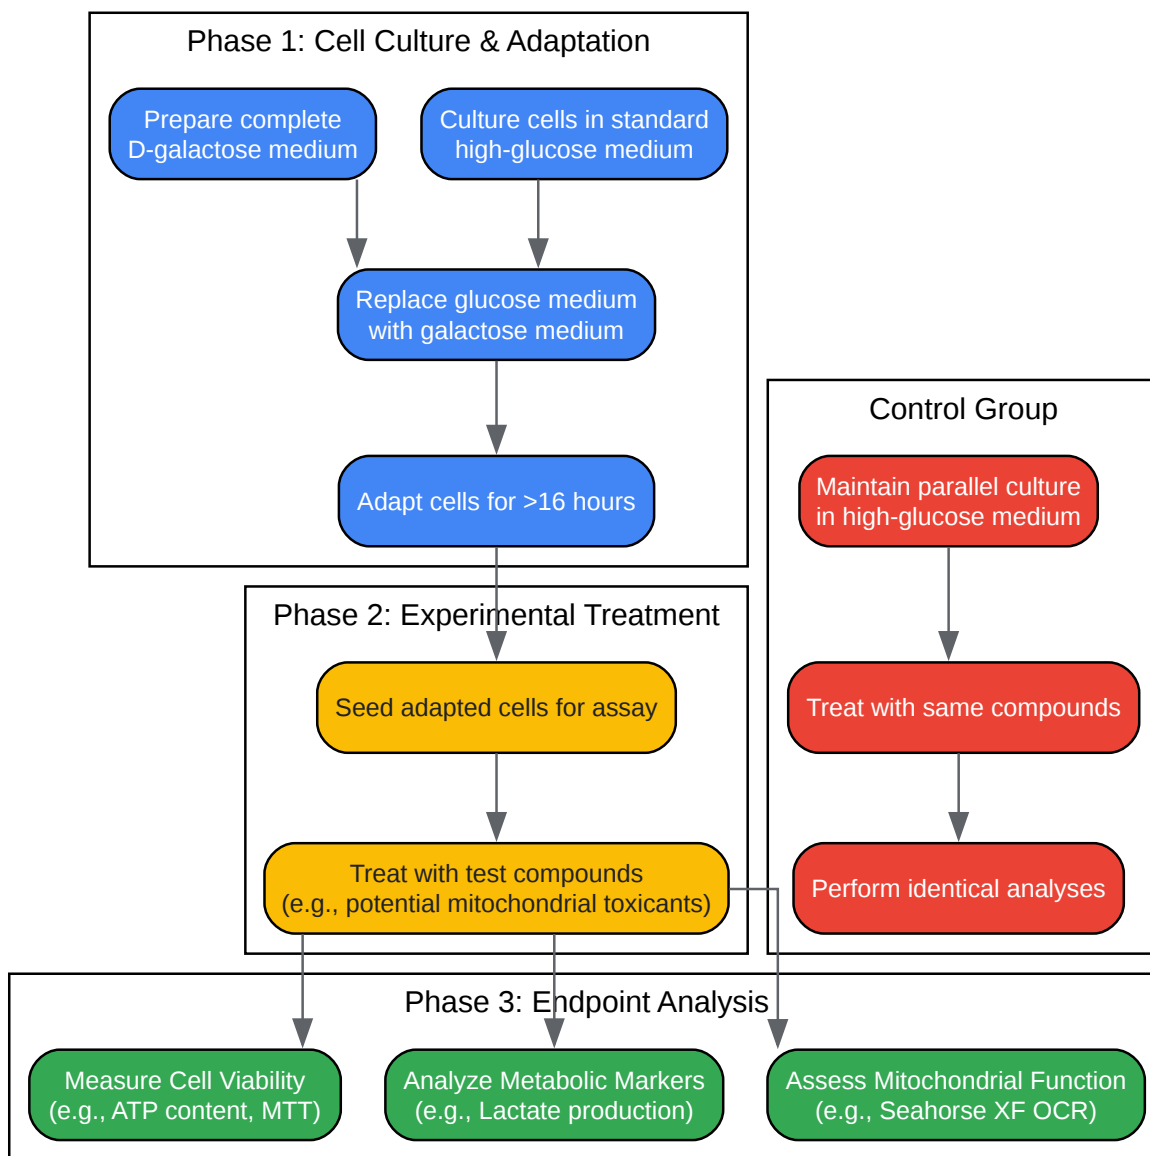 Phase 1: Cell Culture & Adaptation
Prepare complete
D-galactose medium
Culture cells in standard
high-glucose medium
Replace glucose medium
with galactose medium
Adapt cells for >16 hours
Control Group
Maintain parallel culture
in high-glucose medium
Treat with same compounds
Perform identical analyses
Phase 2: Experimental Treatment
Seed adapted cells for assay
Treat with test compounds
(e.g., potential mitochondrial toxicants)
Phase 3: Endpoint Analysis
Measure Cell Viability
(e.g., ATP content, MTT)
Analyze Metabolic Markers
(e.g., Lactate production)
Assess Mitochondrial Function
(e.g., Seahorse XF OCR)